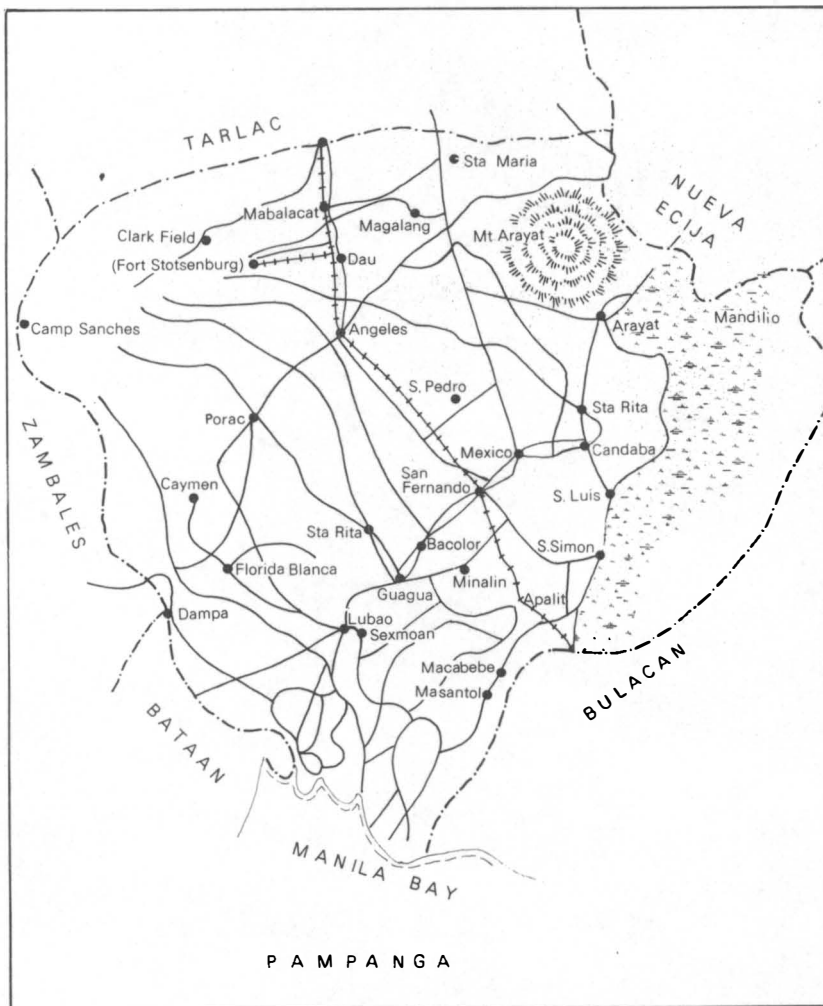 TARLAC
Sta Maria
NUEVA
ECIJA
Mabalacat
Magalang
Mt Arayat
Clark Field
(Fort Stotsenburg)
Dau
Mandilio
Arayat
Camp Sanches
Angeles
S. Pedro
Sta Rita
Porac
Mexico
Candaba
ZAMBALES
Caymen
San
Fernando
S. Luis
Sta Rita
Bacolor
S. Simon
Florida Blanca
Guagua
Minalin
Apalit
Dampa
Lubao
Sexmoan
Macabebe
Masantol
BULACAN
BATAAN
MANILA BAY
PAMPANGA